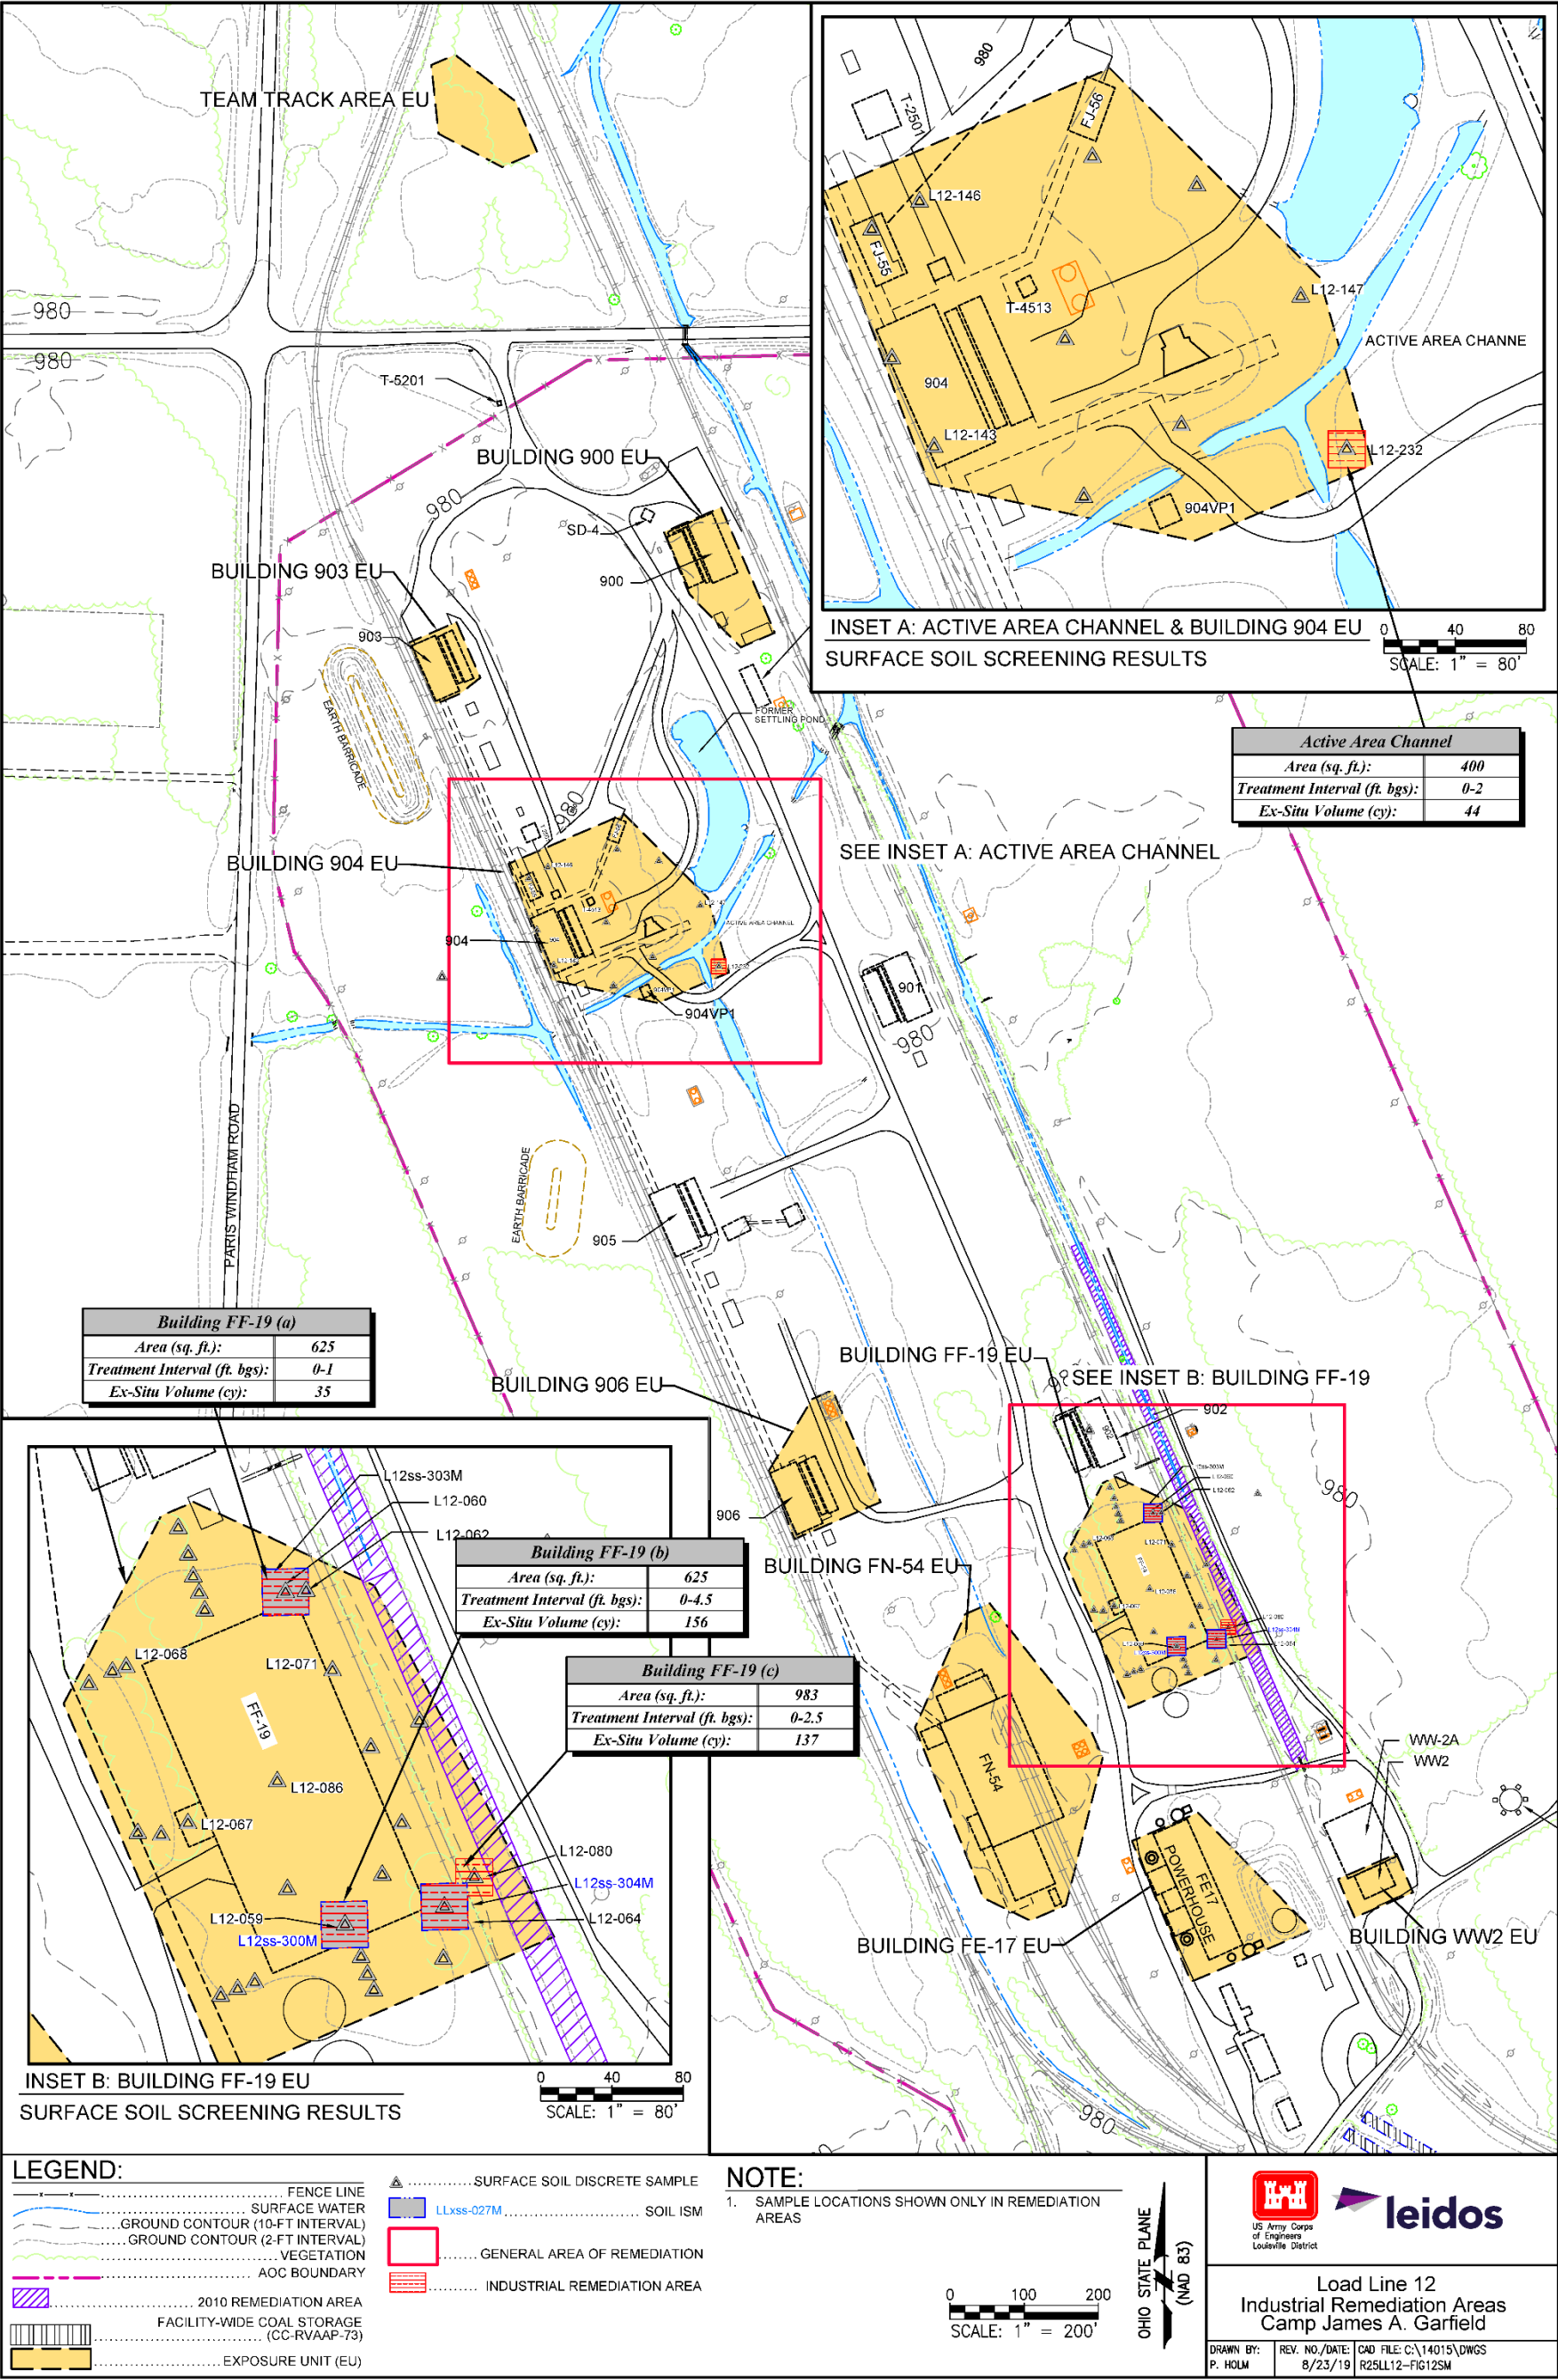 TEAM TRACK AREA EU
980
980
T-5201
BUILDING 900 EU
980
SD-4
900
BUILDING 903 EU
903
EARTH BARRICADE
FORMER
SETTLING POND
980
BUILDING 904 EU
904
904VP1
ACTIVE AREA CHANNEL
SEE INSET A: ACTIVE AREA CHANNEL
901
980
PARIS WINDHAM ROAD
EARTH BARRICADE
905
980
T-2501
FJ-56
L12-146
FJ-55
T-4513
L12-147
ACTIVE AREA CHANNE
904
L12-143
L12-232
904VP1
INSET A: ACTIVE AREA CHANNEL & BUILDING 904 EU
SURFACE SOIL SCREENING RESULTS
0 40 80
SCALE: 1" = 80'
Active Area Channel
Area (sq. ft.): 400
Treatment Interval (ft. bgs): 0-2
Ex-Situ Volume (cy): 44
Building FF-19 (a)
Area (sq. ft.): 625
Treatment Interval (ft. bgs): 0-1
Ex-Situ Volume (cy): 35
BUILDING FF-19 EU
SEE INSET B: BUILDING FF-19
902
902
980
BUILDING 906 EU
906
BUILDING FN-54 EU
FN-54
WW-2A
WW2
FE17
POWERHOUSE
BUILDING FE-17 EU
BUILDING WW2 EU
980
L12ss-303M
L12-060
L12-062
Building FF-19 (b)
Area (sq. ft.): 625
Treatment Interval (ft. bgs): 0-4.5
Ex-Situ Volume (cy): 156
Building FF-19 (c)
Area (sq. ft.): 983
Treatment Interval (ft. bgs): 0-2.5
Ex-Situ Volume (cy): 137
L12-068
L12-071
FF-19
L12-086
L12-067
L12-080
L12ss-304M
L12-064
L12-059
L12ss-300M
INSET B: BUILDING FF-19 EU
SURFACE SOIL SCREENING RESULTS
0 40 80
SCALE: 1" = 80'
LEGEND:
FENCE LINE
SURFACE WATER
GROUND CONTOUR (10-FT INTERVAL)
GROUND CONTOUR (2-FT INTERVAL)
VEGETATION
AOC BOUNDARY
2010 REMEDIATION AREA
FACILITY-WIDE COAL STORAGE
(CC-RVAAP-73)
EXPOSURE UNIT (EU)
SURFACE SOIL DISCRETE SAMPLE
LLxss-027M SOIL ISM
GENERAL AREA OF REMEDIATION
INDUSTRIAL REMEDIATION AREA
NOTE:
1. SAMPLE LOCATIONS SHOWN ONLY IN REMEDIATION
AREAS
0 100 200
SCALE: 1" = 200'
OHIO STATE PLANE
(NAD 83)
US Army Corps
of Engineers
Louisville District
leidos
Load Line 12
Industrial Remediation Areas
Camp James A. Garfield
DRAWN BY:
P. HOLM
REV. NO./DATE:
8/23/19
CAD FILE: C:\14015\DWGS
R25LL12-FIG12SM